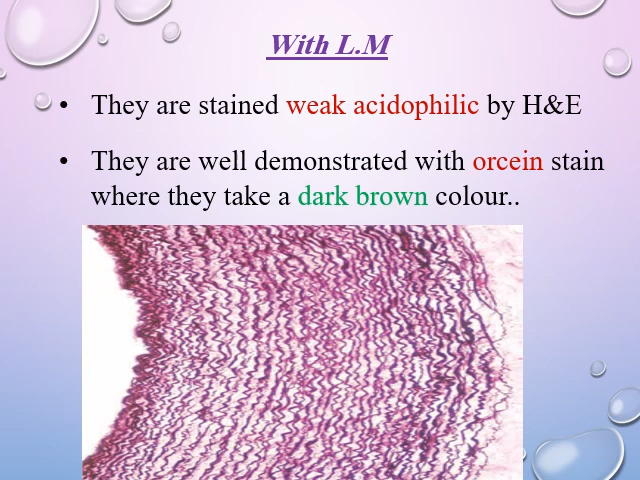 With L.M
• They are stained weak acidophilic by H&E
• They are well demonstrated with orcein stain
where they take a dark brown colour..